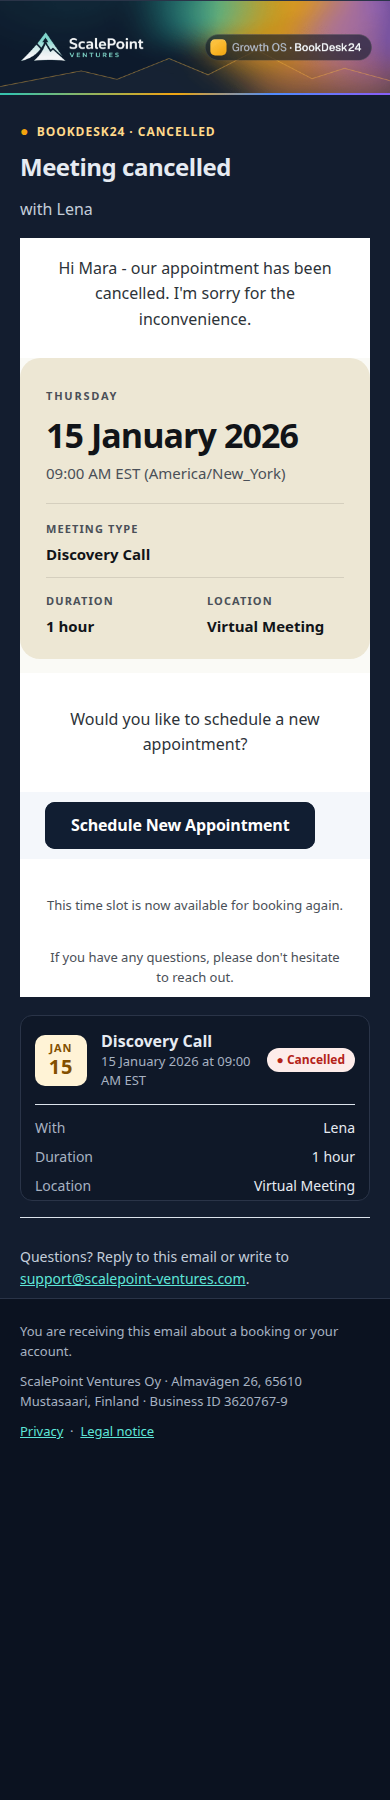 ScalePoint
VENTURES
Growth OS · BookDesk24
BOOKDESK24 · CANCELLED
Meeting cancelled
with Lena
Hi Mara - our appointment has been
cancelled. I'm sorry for the
inconvenience.
THURSDAY
15 January 2026
09:00 AM EST (America/New_York)
MEETING TYPE
Discovery Call
DURATION LOCATION
1 hour Virtual Meeting
Would you like to schedule a new
appointment?
Schedule New Appointment
This time slot is now available for booking again.
If you have any questions, please don't hesitate
to reach out.
JAN
15
Discovery Call
15 January 2026 at 09:00
AM EST
● Cancelled
With Lena
Duration 1 hour
Location Virtual Meeting
Questions? Reply to this email or write to
support@scalepoint-ventures.com.
You are receiving this email about a booking or your
account.
ScalePoint Ventures Oy · Almavägen 26, 65610
Mustasaari, Finland · Business ID 3620767-9
Privacy · Legal notice